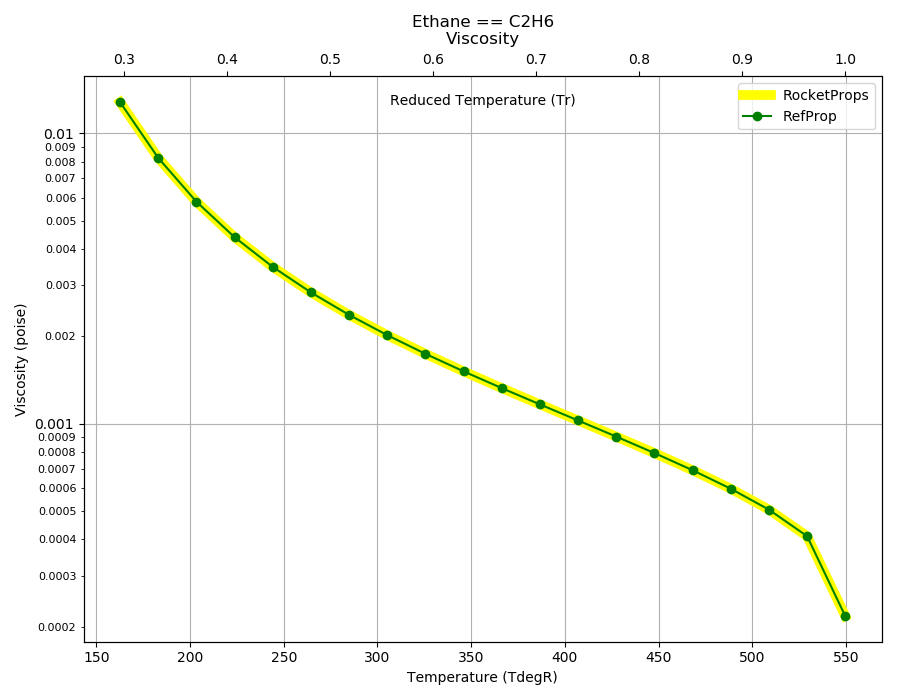 Ethane == C2H6
Viscosity
0.3 0.4 0.5 0.6 0.7 0.8 0.9 1.0
Reduced Temperature (Tr)
RocketProps
RefProp
0.01
0.009
0.008
0.007
0.006
0.005
0.004
0.003
0.002
0.001
0.0009
0.0008
0.0007
0.0006
0.0005
0.0004
0.0003
0.0002
Viscosity (poise)
150 200 250 300 350 400 450 500 550
Temperature (TdegR)